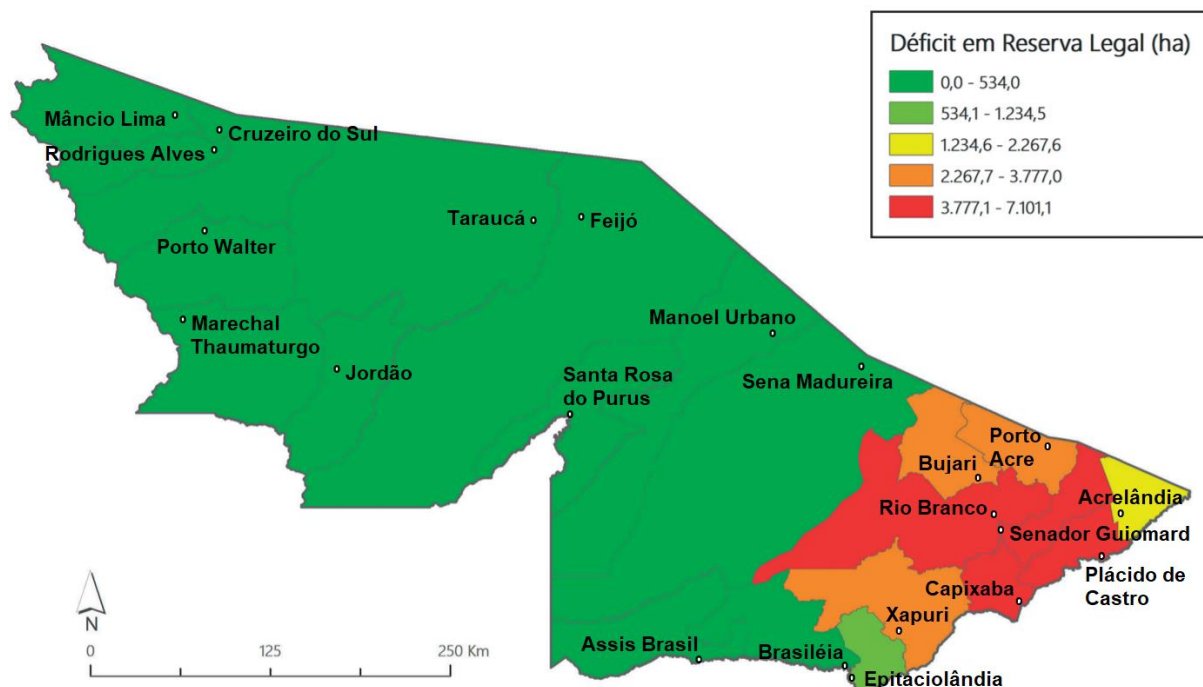 Déficit em Reserva Legal (ha)
0,0 - 534,0
534,1 - 1.234,5
1.234,6 - 2.267,6
2.267,7 - 3.777,0
3.777,1 - 7.101,1
Mâncio Lima
Cruzeiro do Sul
Rodrigues Alves
Taraucá
Feijó
Porto Walter
Marechal
Thaumaturgo
Jordão
Manoel Urbano
Santa Rosa
do Purus
Sena Madureira
Porto
Acre
Bujari
Acrelândia
Rio Branco
Senador Guiomard
Plácido de
Castro
Capixaba
Xapuri
Assis Brasil
Brasiléia
Epitaciolândia
N
0 125 250 Km